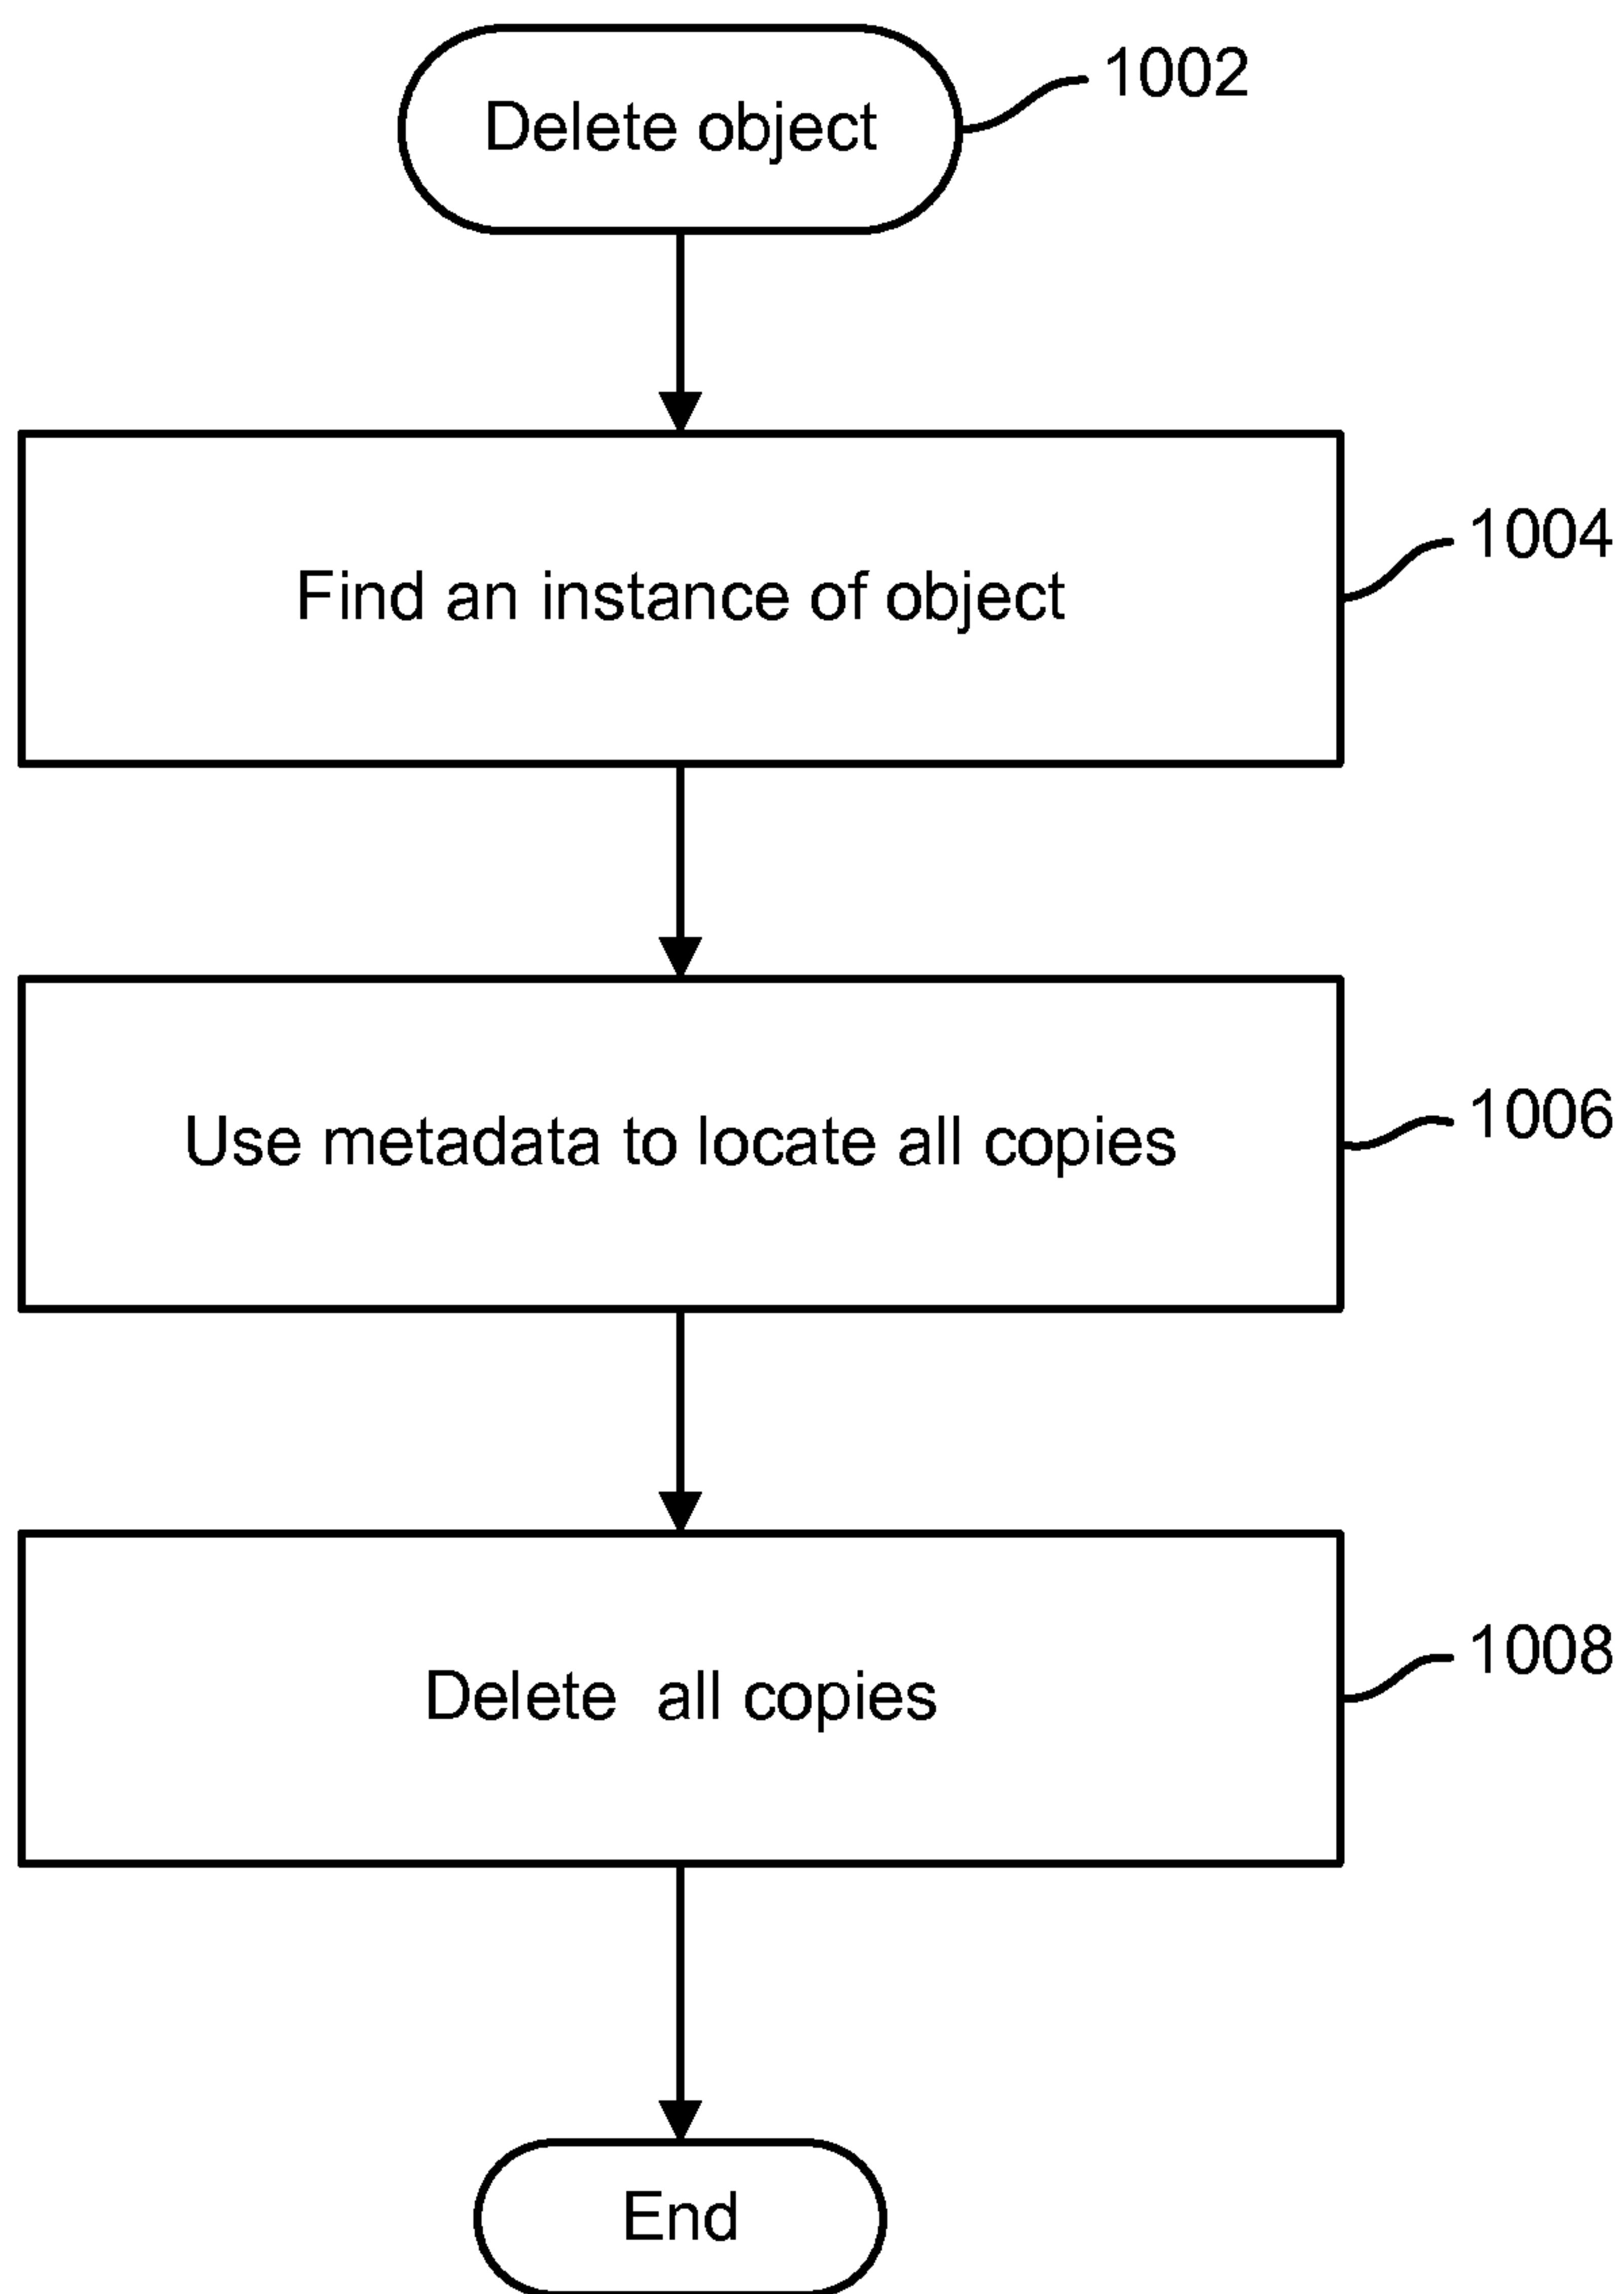 Delete object
1002
Find an instance of object
1004
Use metadata to locate all copies
1006
Delete  all copies
1008
End